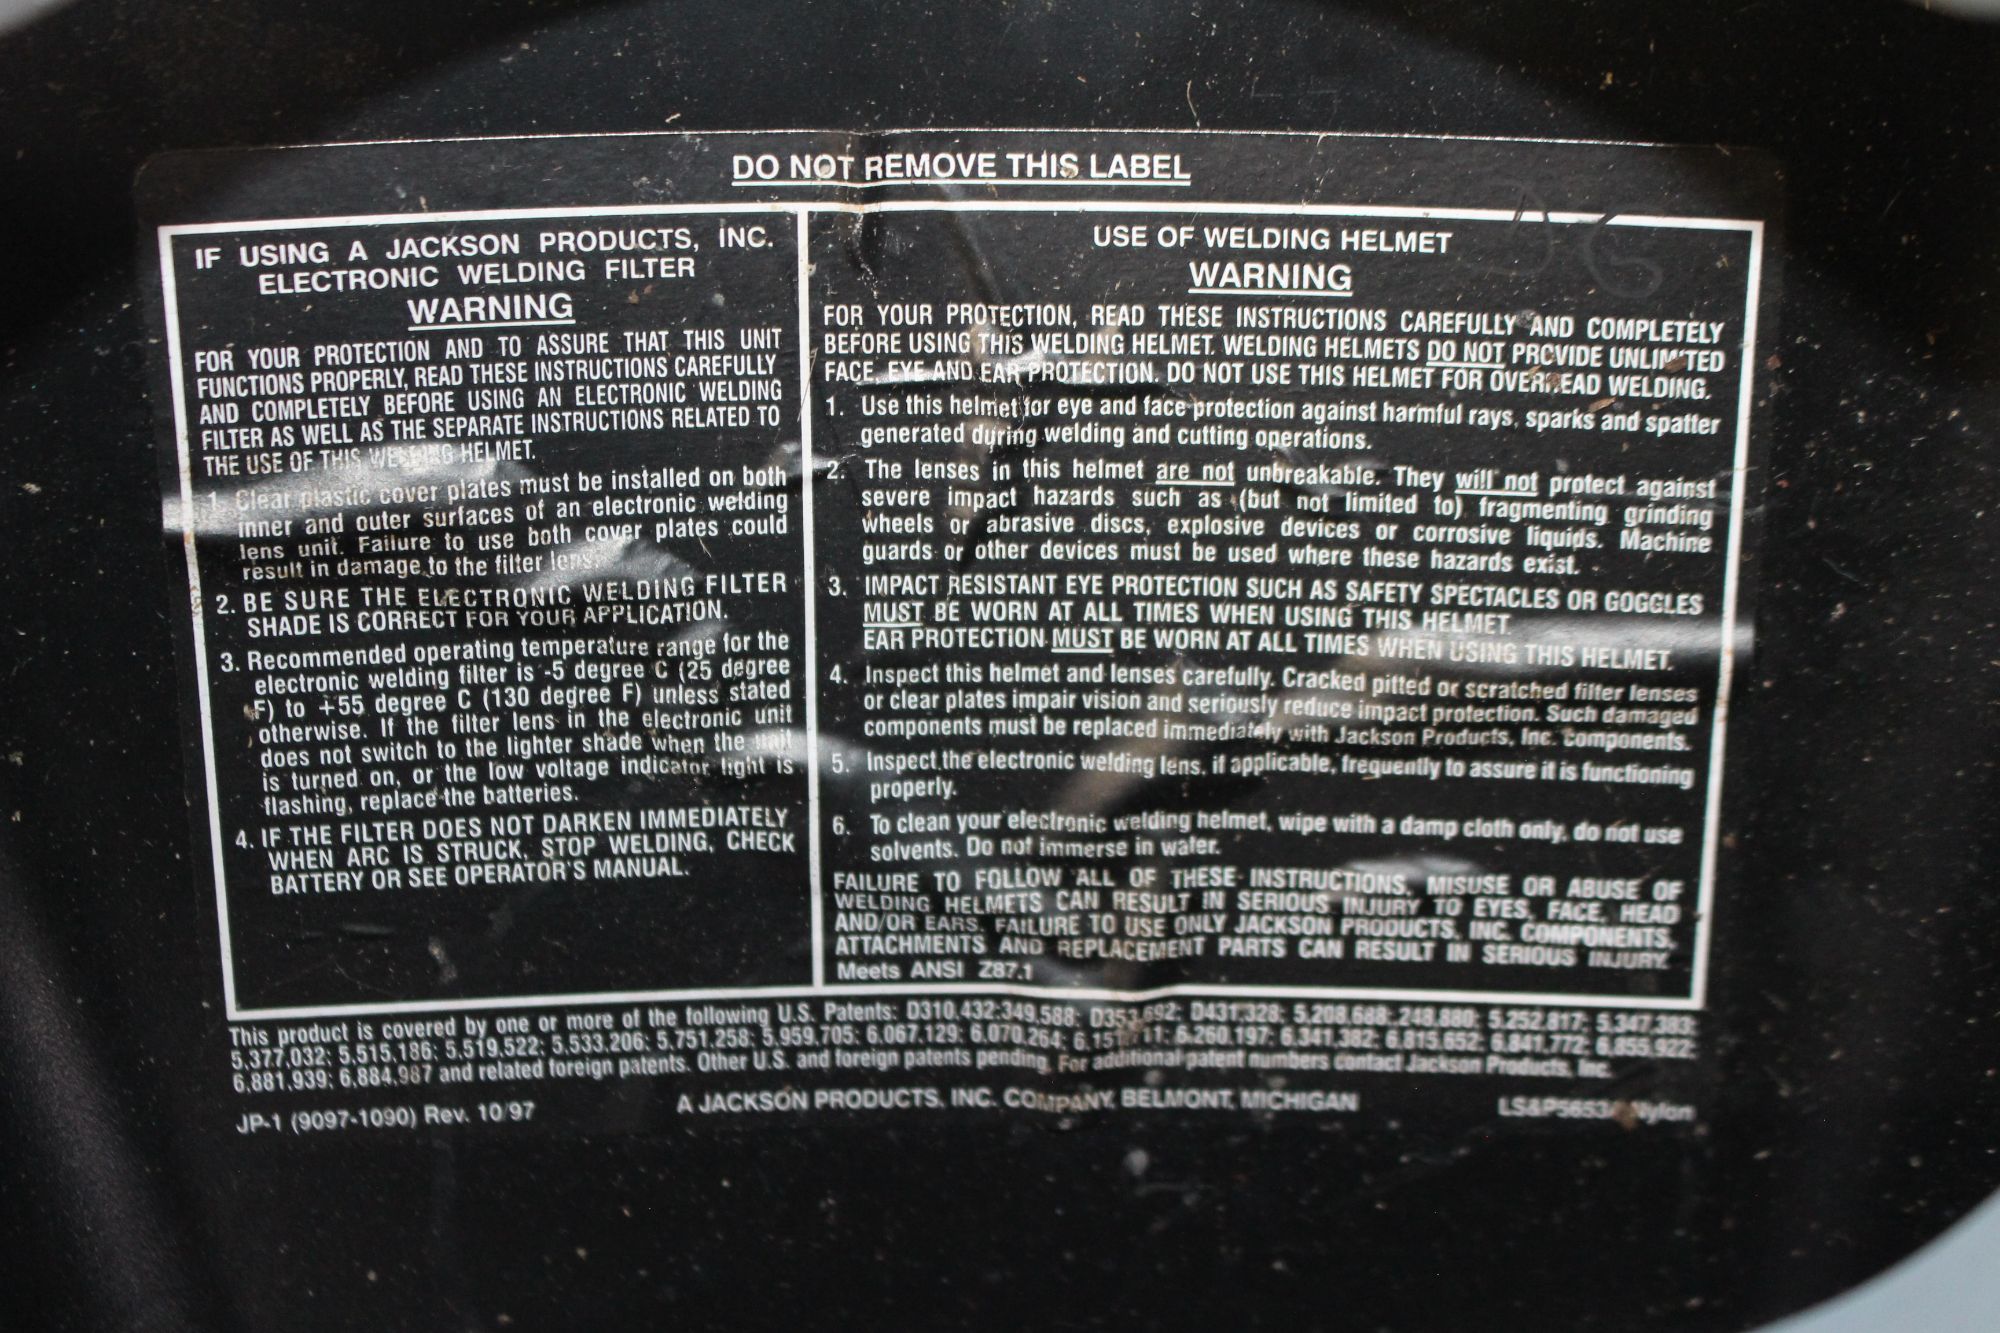 DO NOT REMOVE THIS LABEL
IF USING A JACKSON PRODUCTS, INC.
ELECTRONIC WELDING FILTER
WARNING
FOR YOUR PROTECTION AND TO ASSURE THAT THIS UNIT
FUNCTIONS PROPERLY, READ THESE INSTRUCTIONS CAREFULLY
AND COMPLETELY BEFORE USING AN ELECTRONIC WELDING
FILTER AS WELL AS THE SEPARATE INSTRUCTIONS RELATED TO
THE USE OF THIS WELDING HELMET.
1. Clear plastic cover plates must be installed on both
inner and outer surfaces of an electronic welding
lens unit. Failure to use both cover plates could
result in damage to the filter lens.
2. BE SURE THE ELECTRONIC WELDING FILTER
SHADE IS CORRECT FOR YOUR APPLICATION.
3. Recommended operating temperature range for the
electronic welding filter is -5 degree C (25 degree
F) to +55 degree C (130 degree F) unless stated
otherwise. If the filter lens in the electronic unit
does not switch to the lighter shade when the unit
is turned on, or the low voltage indicator light is
flashing, replace the batteries.
4. IF THE FILTER DOES NOT DARKEN IMMEDIATELY
WHEN ARC IS STRUCK, STOP WELDING, CHECK
BATTERY OR SEE OPERATOR'S MANUAL.
USE OF WELDING HELMET
WARNING
FOR YOUR PROTECTION, READ THESE INSTRUCTIONS CAREFULLY AND COMPLETELY
BEFORE USING THIS WELDING HELMET. WELDING HELMETS DO NOT PROVIDE UNLIMITED
FACE, EYE AND EAR PROTECTION. DO NOT USE THIS HELMET FOR OVERHEAD WELDING.
1. Use this helmet for eye and face protection against harmful rays, sparks and spatter
generated during welding and cutting operations.
2. The lenses in this helmet are not unbreakable. They will not protect against
severe impact hazards such as (but not limited to) fragmenting grinding
wheels or abrasive discs, explosive devices or corrosive liquids. Machine
guards or other devices must be used where these hazards exist.
3. IMPACT RESISTANT EYE PROTECTION SUCH AS SAFETY SPECTACLES OR GOGGLES
MUST BE WORN AT ALL TIMES WHEN USING THIS HELMET.
EAR PROTECTION MUST BE WORN AT ALL TIMES WHEN USING THIS HELMET.
4. Inspect this helmet and lenses carefully. Cracked pitted or scratched filter lenses
or clear plates impair vision and seriously reduce impact protection. Such damaged
components must be replaced immediately with Jackson Products, Inc. components.
5. Inspect the electronic welding lens, if applicable, frequently to assure it is functioning
properly.
6. To clean your electronic welding helmet, wipe with a damp cloth only, do not use
solvents. Do not immerse in water.
FAILURE TO FOLLOW ALL OF THESE INSTRUCTIONS, MISUSE OR ABUSE OF
WELDING HELMETS CAN RESULT IN SERIOUS INJURY TO EYES, FACE, HEAD
AND/OR EARS. FAILURE TO USE ONLY JACKSON PRODUCTS, INC. COMPONENTS,
ATTACHMENTS AND REPLACEMENT PARTS CAN RESULT IN SERIOUS INJURY.
Meets ANSI Z87.1
This product is covered by one or more of the following U.S. Patents: D310,432; 349,588; D431,328; 5,208,688; 248,880; 5,252,817; 5,347,383;
5,377,032; 5,515,186; 5,519,522; 5,533,206; 5,751,258; 5,959,705; 6,067,129; 6,070,264; 6,260,197; 6,341,382; 6,815,652; 6,841,772; 6,855,922;
6,881,939; 6,884,987 and related foreign patents. Other U.S. and foreign patents pending. For additional patent numbers contact Jackson Products, Inc.
JP-1 (9097-1090) Rev. 10/97
A JACKSON PRODUCTS, INC. COMPANY, BELMONT, MICHIGAN
Nylon
DG